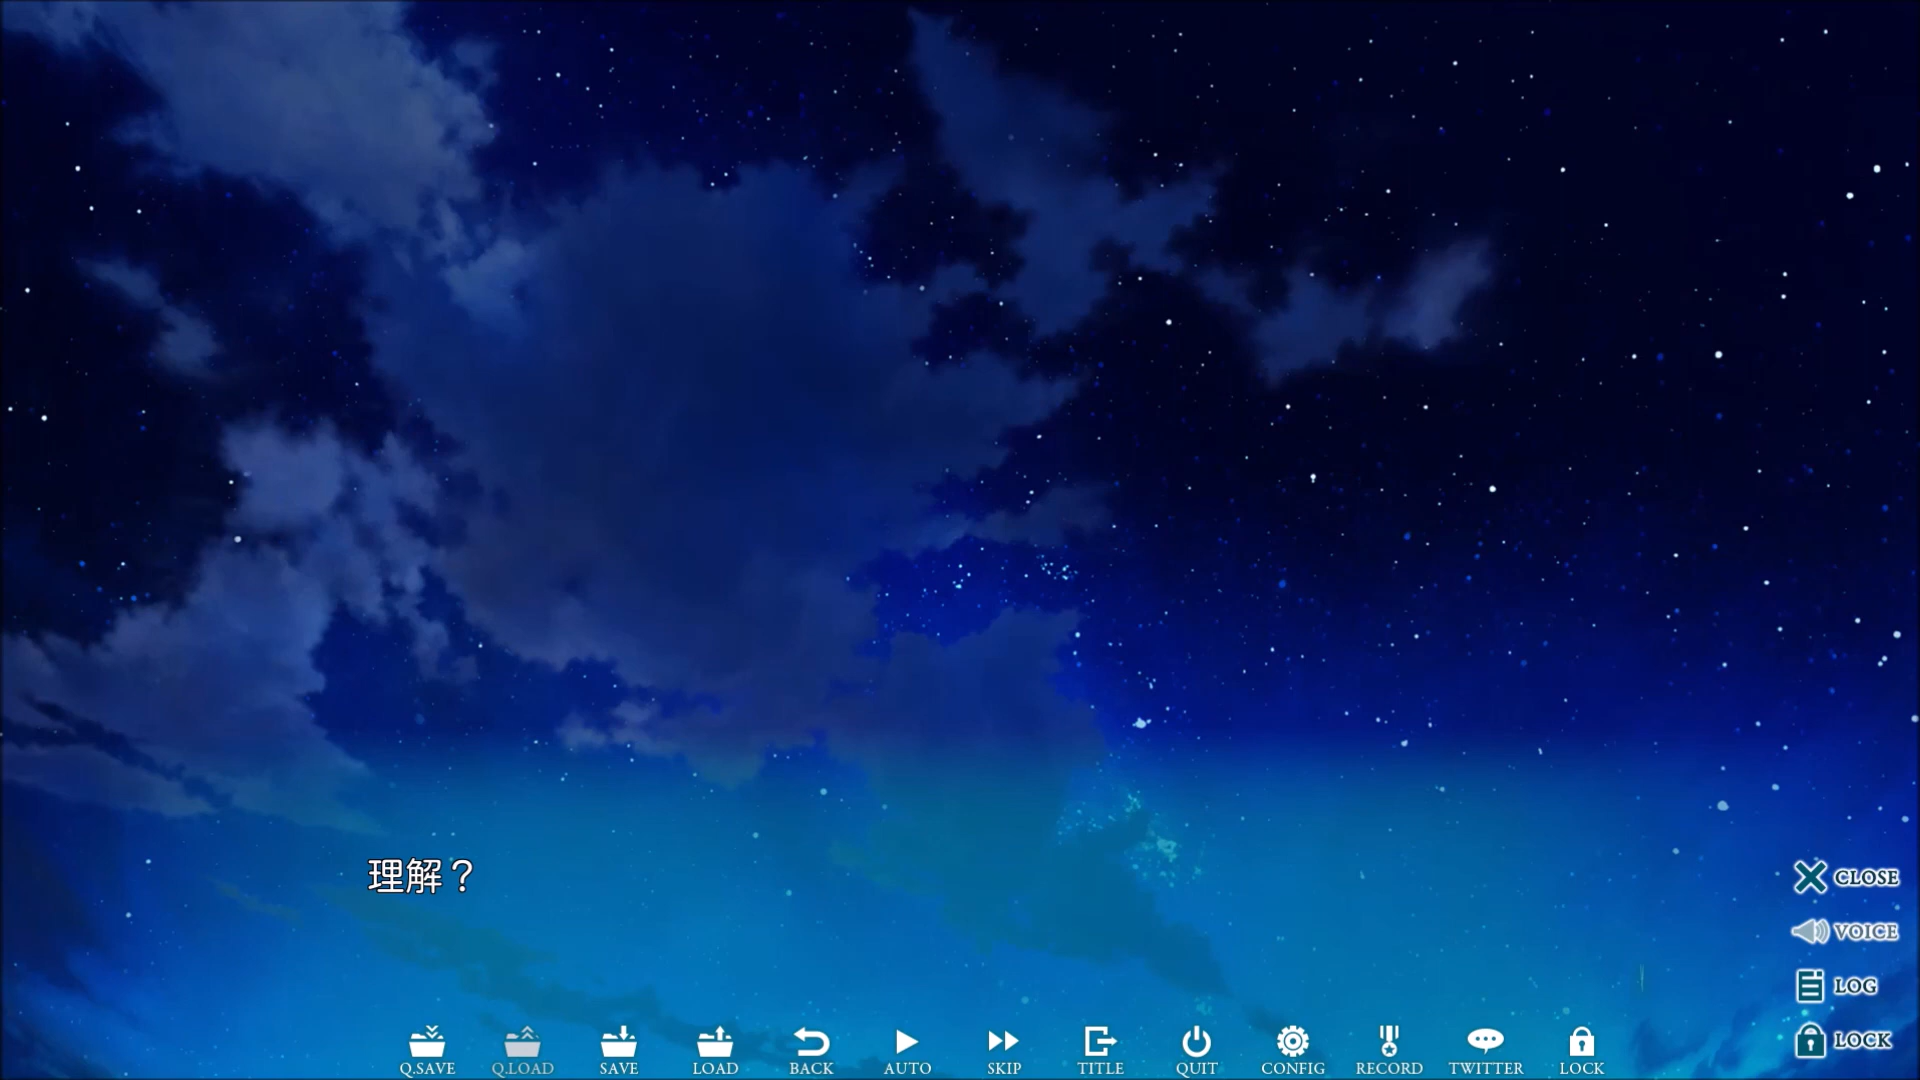 理解？
CLOSE
VOICE
LOG
LOCK
Q.SAVE Q.LOAD SAVE LOAD BACK AUTO SKIP TITLE QUIT CONFIG RECORD TWITTER LOCK